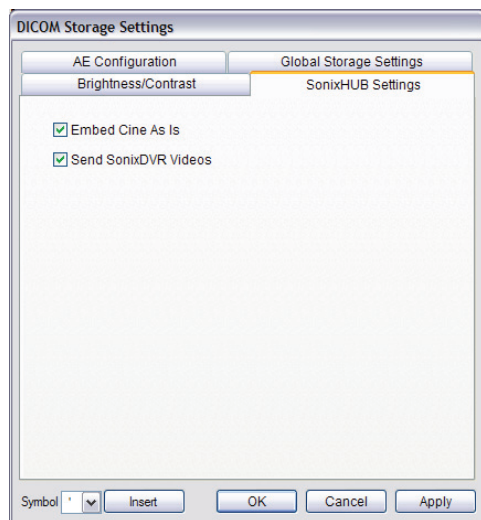 DICOM Storage Settings
AE Configuration Global Storage Settings
Brightness/Contrast SonixHUB Settings
Embed Cine As Is
Send SonixDVR Videos
Symbol ' Insert OK Cancel Apply